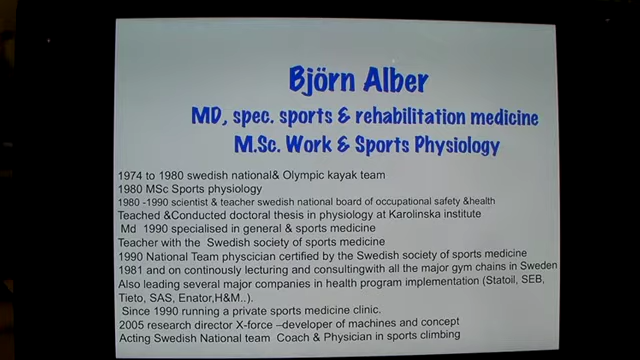 Björn Alber
MD, spec. sports & rehabilitation medicine
M.Sc. Work & Sports Physiology
1974 to 1980 swedish national& Olympic kayak team
1980 MSc Sports physiology
1980 -1990 scientist & teacher swedish national board of occupational safety &health
Teached &Conducted doctoral thesis in physiology at Karolinska institute
Md 1990 specialised in general & sports medicine
Teacher with the Swedish society of sports medicine
1990 National Team physcician certified by the Swedish society of sports medicine
1981 and on continously lecturing and consultingwith all the major gym chains in Sweden
Also leading several major companies in health program implementation (Statoil, SEB,
Tieto, SAS, Enator,H&M..).
Since 1990 running a private sports medicine clinic.
2005 research director X-force –developer of machines and concept
Acting Swedish National team Coach & Physician in sports climbing